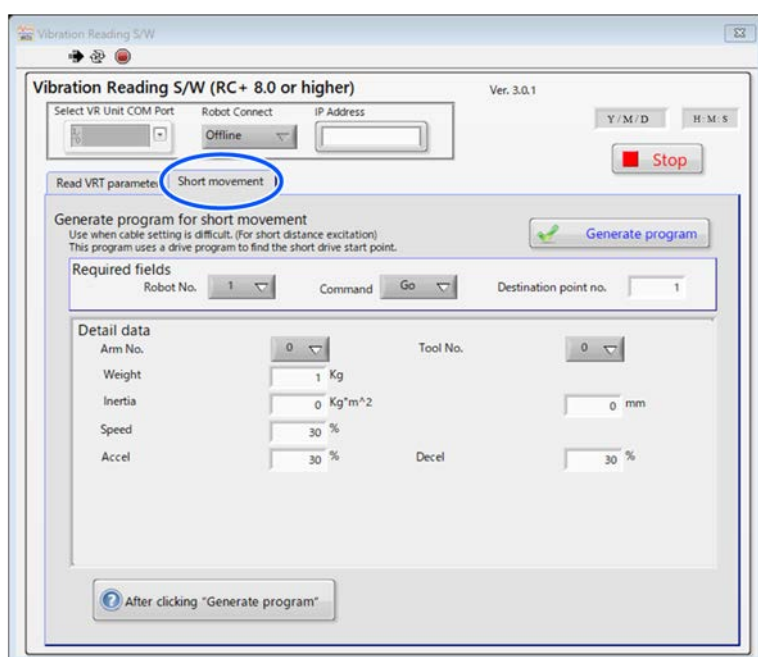 Vibration Reading S/W
Vibration Reading S/W (RC+ 8.0 or higher)
Ver. 3.0.1
Select VR Unit COM Port
Robot Connect
IP Address
Offline
Y/M/D
H:M:S
Stop
Read VRT parameter
Short movement
Generate program for short movement
Use when cable setting is difficult. (For short distance excitation)
This program uses a drive program to find the short drive start point.
Generate program
Required fields
Robot No. 1 Command Go Destination point no. 1
Detail data
Arm No. 0 Tool No. 0
Weight 1 Kg
Inertia 0 Kg*m^2 0 mm
Speed 30 %
Accel 30 % Decel 30 %
After clicking "Generate program"